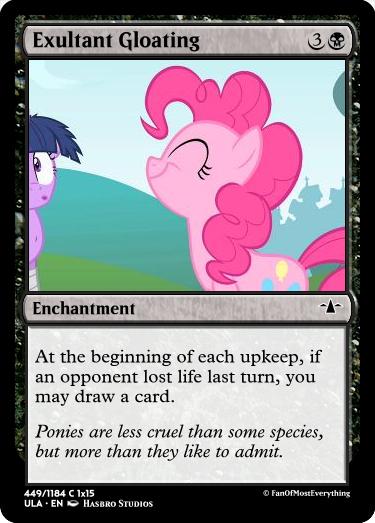 Exultant Gloating 3
Enchantment
At the beginning of each upkeep, if
an opponent lost life last turn, you
may draw a card.
Ponies are less cruel than some species,
but more than they like to admit.
449/1184 C 1x15
ULA · EN Hasbro Studios
© FanOfMostEverything